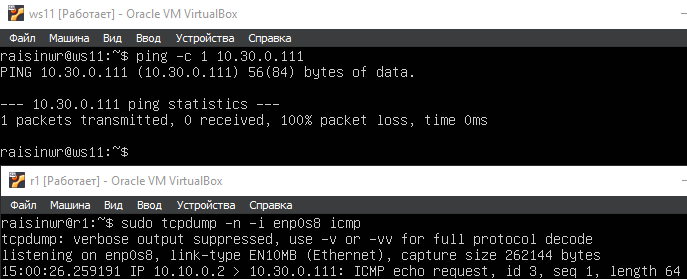 ws11 [Работает] - Oracle VM VirtualBox
Файл Машина Вид Ввод Устройства Справка
raisinwr@ws11:~$ ping -c 1 10.30.0.111
PING 10.30.0.111 (10.30.0.111) 56(84) bytes of data.
--- 10.30.0.111 ping statistics ---
1 packets transmitted, 0 received, 100% packet loss, time 0ms
raisinwr@ws11:~$
r1 [Работает] - Oracle VM VirtualBox
Файл Машина Вид Ввод Устройства Справка
raisinwr@r1:~$ sudo tcpdump -n -i enp0s8 icmp
tcpdump: verbose output suppressed, use -v or -vv for full protocol decode
listening on enp0s8, link-type EN10MB (Ethernet), capture size 262144 bytes
15:00:26.259191 IP 10.10.0.2 > 10.30.0.111: ICMP echo request, id 3, seq 1, length 64